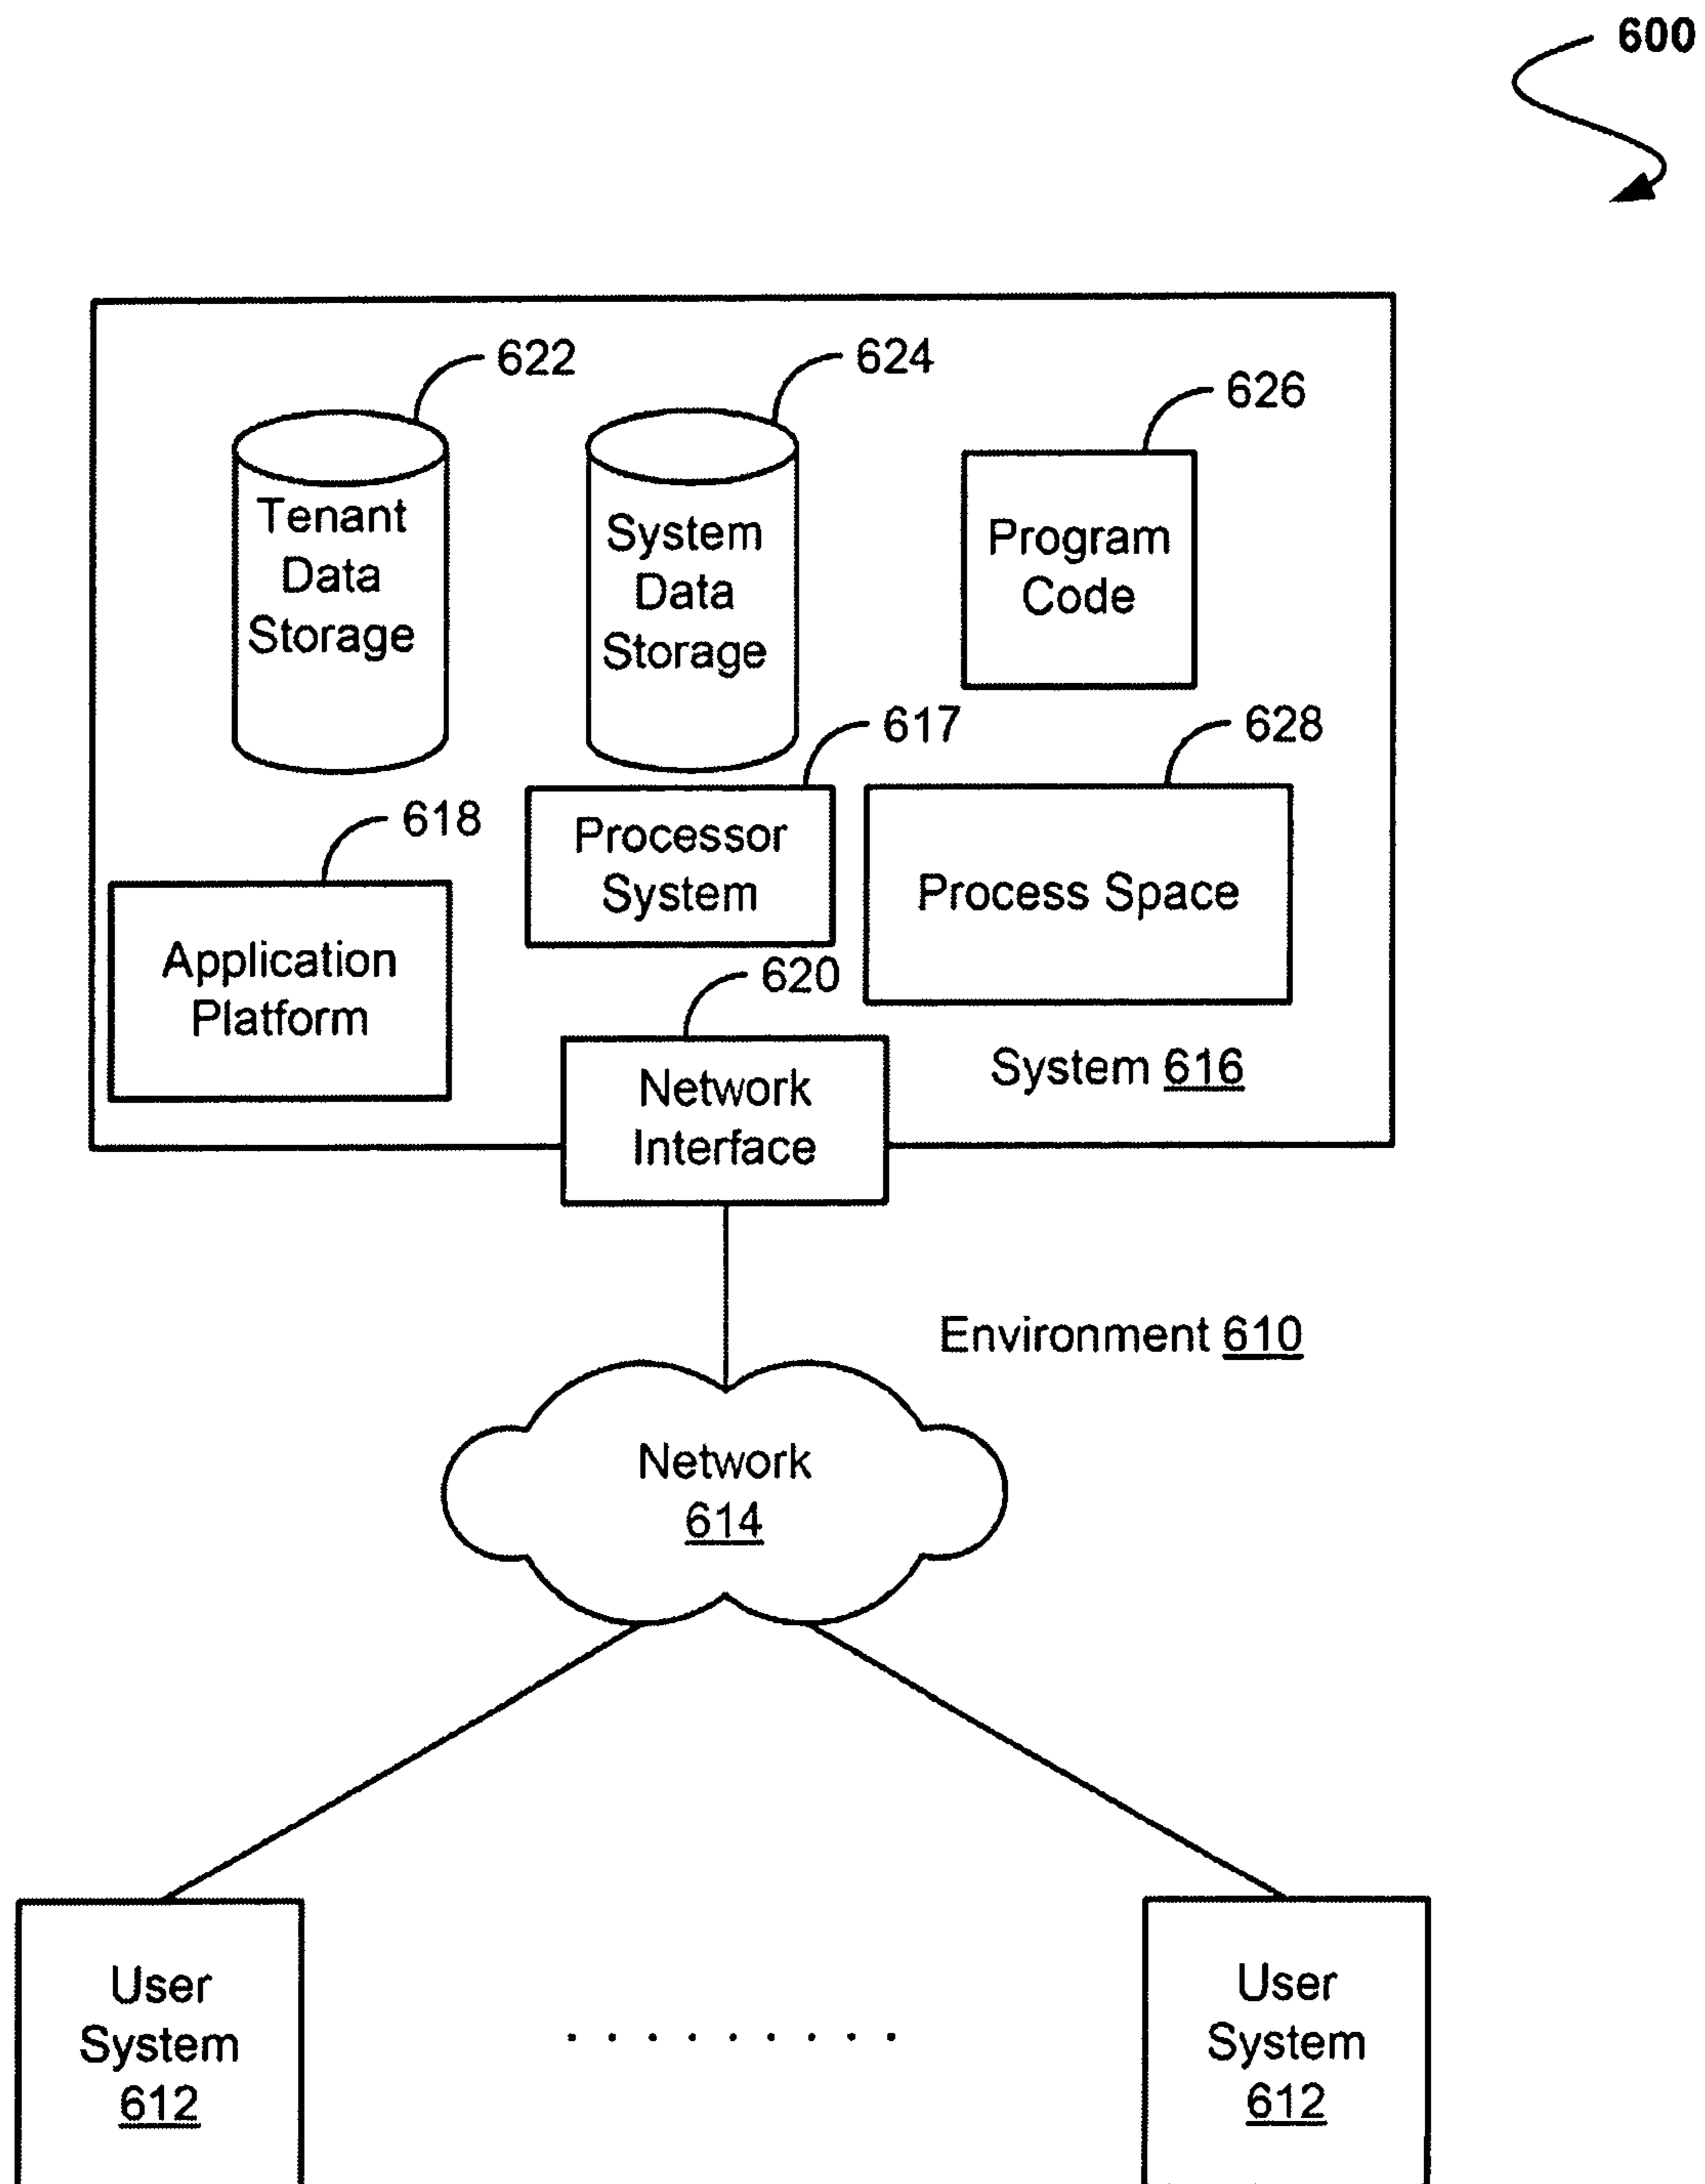 600
622
624
626
Tenant
Data
Storage
System
Data
Storage
Program
Code
617
628
618
Processor
System
Process Space
Application
Platform
620
Network
Interface
System 616
Environment 610
Network
614
User
System
612
. . . . . . . . .
User
System
612